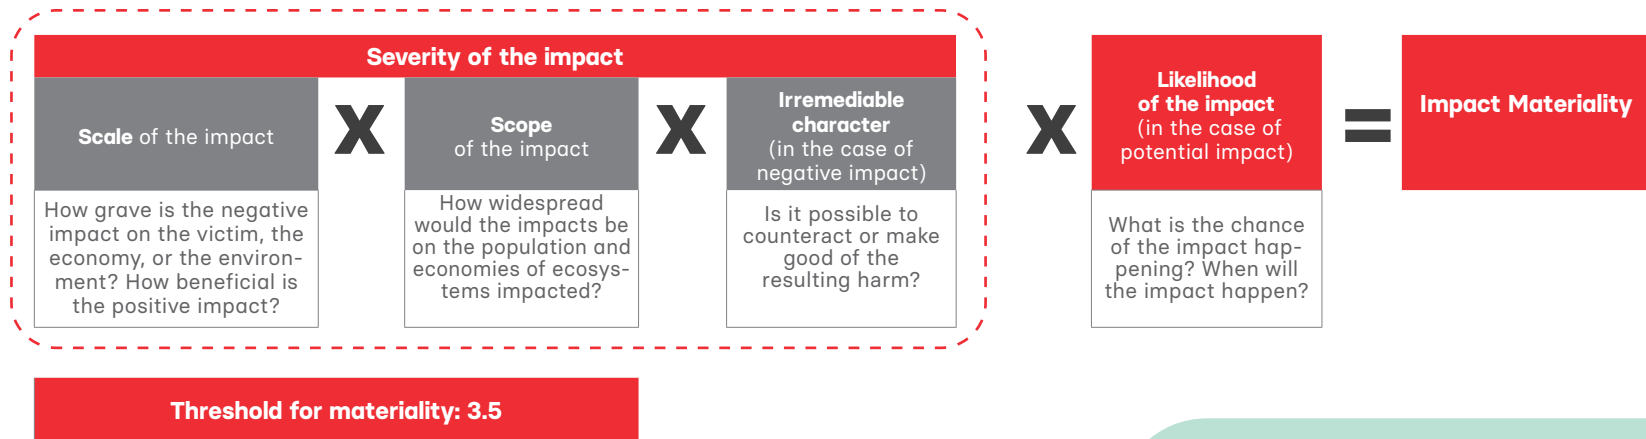 Severity of the impact
Scale of the impact
X
Scope
of the impact
X
Irremediable
character
(in the case of
negative impact)
X
Likelihood
of the impact
(in the case of
potential impact)
=
Impact Materiality
How grave is the negative
impact on the victim, the
economy, or the environ-
ment? How beneficial is
the positive impact?
How widespread
would the impacts be
on the population and
economies of ecosys-
tems impacted?
Is it possible to
counteract or make
good of the
resulting harm?
What is the chance
of the impact hap-
pening? When will
the impact happen?
Threshold for materiality: 3.5